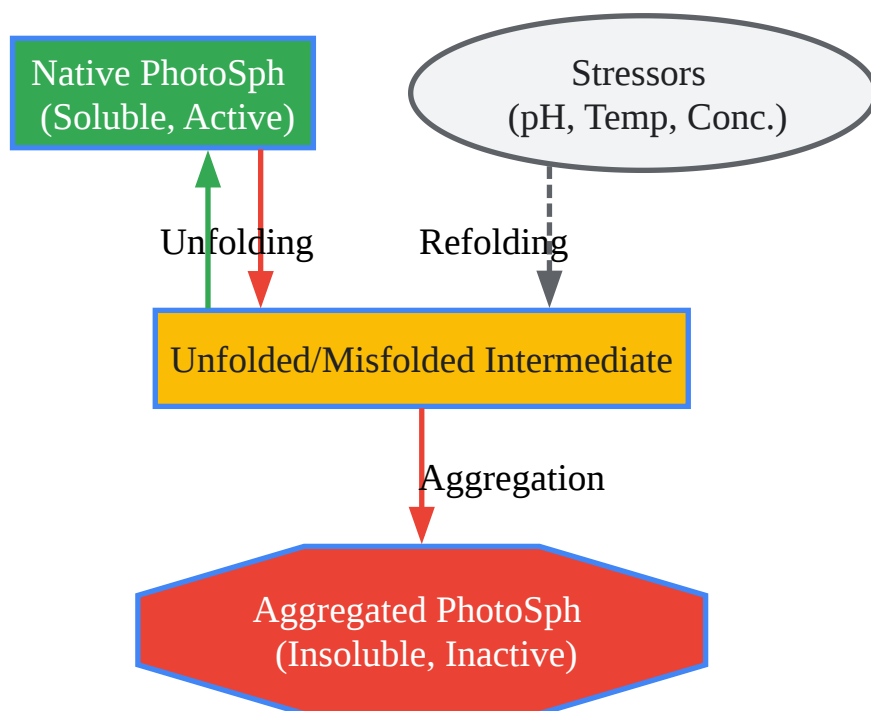 Native PhotoSph
(Soluble, Active)
Stressors
(pH, Temp, Conc.)
Unfolding
Refolding
Unfolded/Misfolded Intermediate
Aggregation
Aggregated PhotoSph
(Insoluble, Inactive)